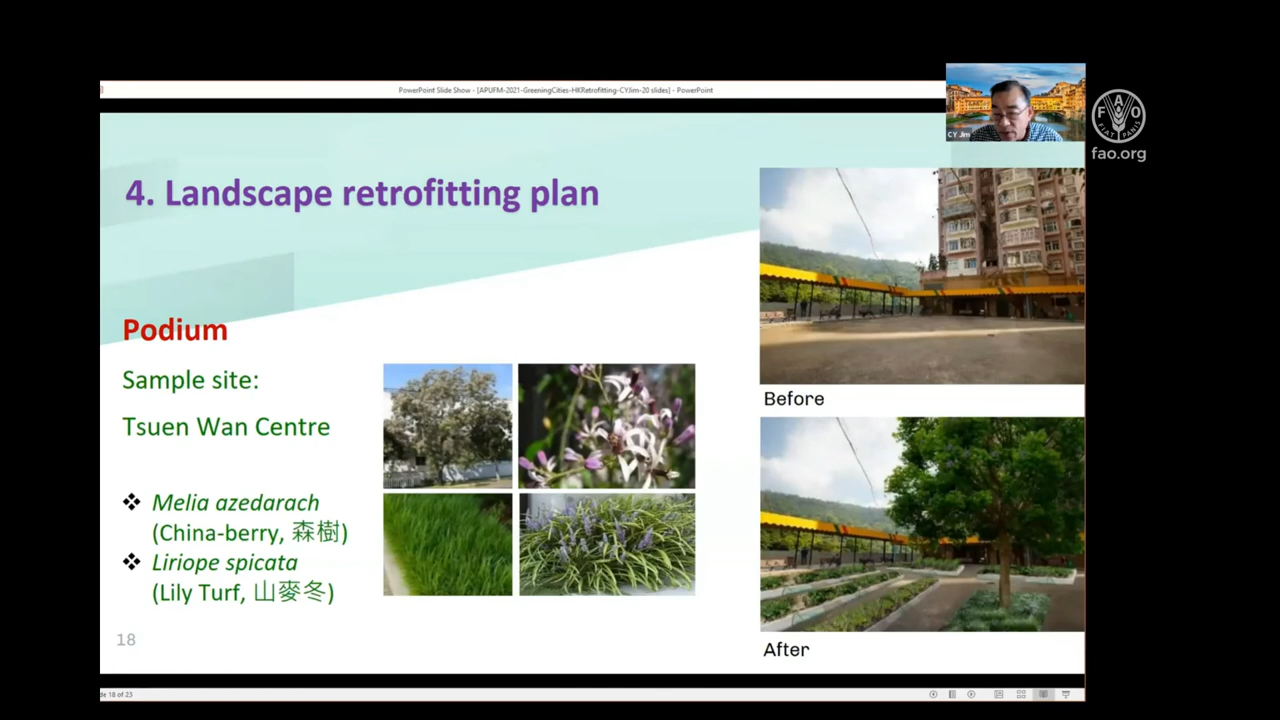 PowerPoint Slide Show - [APUFM-2021-GreeningCities-HKRetrofitting-CYJim-20 slides] - PowerPoint
CY Jim
F A O
FIAT PANIS
fao.org
4. Landscape retrofitting plan
Podium
Sample site:
Tsuen Wan Centre
❖ Melia azedarach
(China-berry, 森樹)
❖ Liriope spicata
(Lily Turf, 山麥冬)
Before
After
18
de 18 of 23